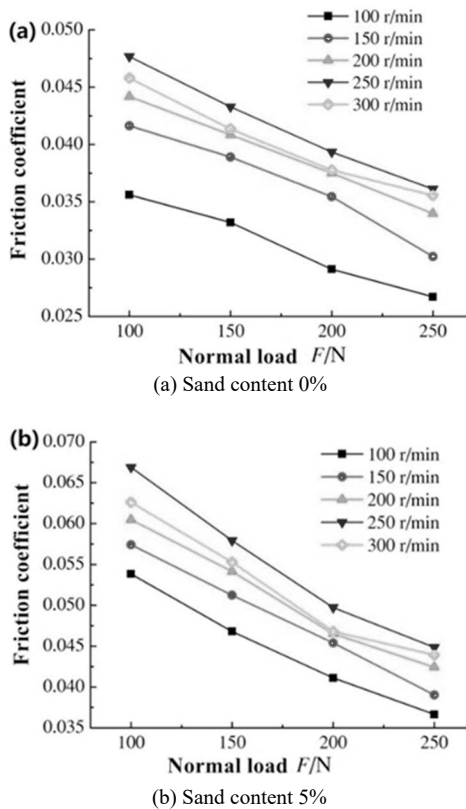 (a)
0.050
0.045
0.040
0.035
0.030
0.025
Friction coefficient
100 r/min
150 r/min
200 r/min
250 r/min
300 r/min
100 150 200 250
Normal load F/N
(a) Sand content 0%
(b)
0.070
0.065
0.060
0.055
0.050
0.045
0.040
0.035
Friction coefficient
100 r/min
150 r/min
200 r/min
250 r/min
300 r/min
100 150 200 250
Normal load F/N
(b) Sand content 5%